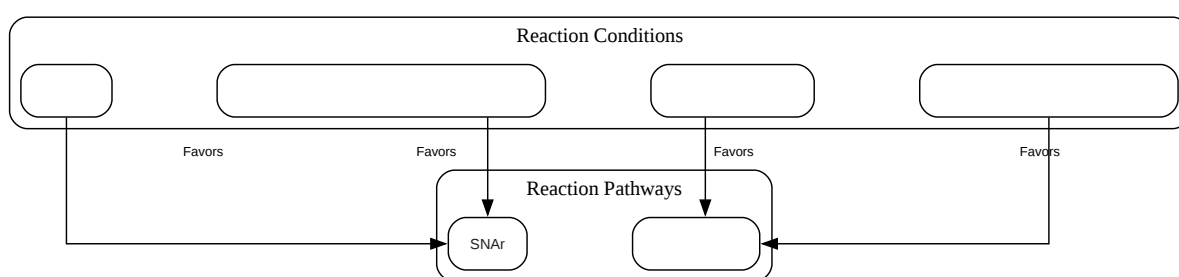 Reaction Conditions
Favors
Favors
Favors
Favors
Reaction Pathways
SNAr